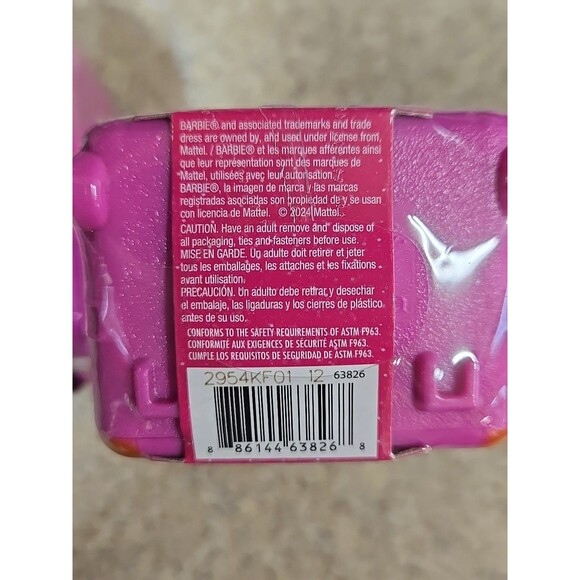 BARBIE® and associated trademarks and trade
dress are owned by, and used under license from,
Mattel. / BARBIE® et les marques afférentes ainsi
que leur représentation sont des marques de
Mattel, utilisées avec leur autorisation. /
BARBIE®, la imagen de marca y las marcas
registradas asociadas son propiedad de y se usan
con licencia de Mattel. © 2024 Mattel.
CAUTION. Have an adult remove and dispose of
all packaging, ties and fasteners before use.
MISE EN GARDE. Un adulte doit retirer et jeter
tous les emballages, les attaches et les fixations
avant utilisation.
PRECAUCIÓN. Un adulto debe retirar y desechar
el embalaje, las ligaduras y los cierres de plástico
antes de su uso.
CONFORMS TO THE SAFETY REQUIREMENTS OF ASTM F963.
CONFORMITÉ AUX EXIGENCES DE SÉCURITÉ ASTM F963.
CUMPLE LOS REQUISITOS DE SEGURIDAD DE ASTM F963.
2954KF01 12 63826
8 86144 63826 8